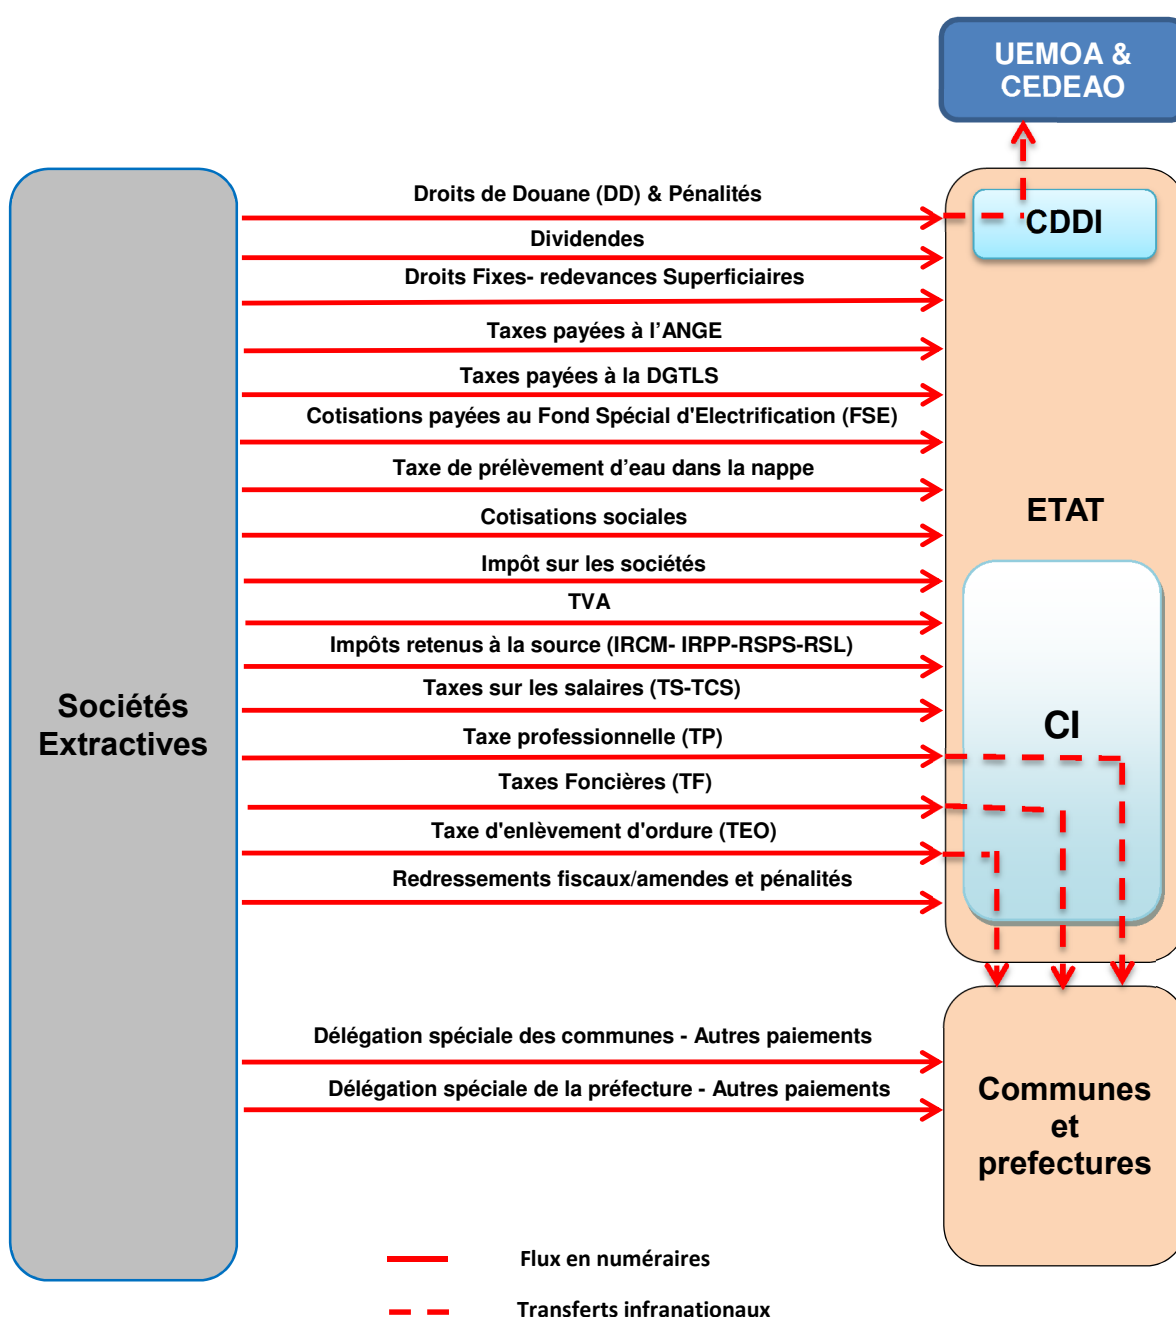 UEMOA &
CEDEAO
Droits de Douane (DD) & Pénalités
CDDI
Dividendes
Droits Fixes- redevances Superficiaires
Taxes payées à l’ANGE
Taxes payées à la DGTLS
Cotisations payées au Fond Spécial d'Electrification (FSE)
Taxe de prélèvement d’eau dans la nappe
ETAT
Cotisations sociales
Impôt sur les sociétés
TVA
Impôts retenus à la source (IRCM- IRPP-RSPS-RSL)
Taxes sur les salaires (TS-TCS)
Sociétés
Extractives
CI
Taxe professionnelle (TP)
Taxes Foncières (TF)
Taxe d'enlèvement d'ordure (TEO)
Redressements fiscaux/amendes et pénalités
Délégation spéciale des communes - Autres paiements
Délégation spéciale de la préfecture - Autres paiements
Communes
et
prefectures
Flux en numéraires
Transferts infranationaux